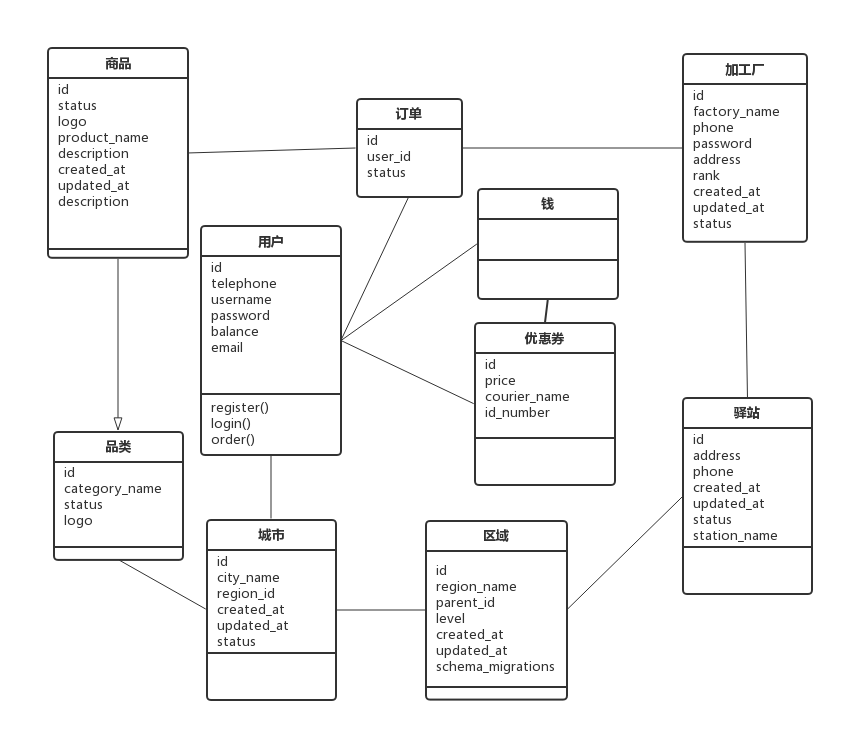 商品
id
status
logo
product_name
description
created_at
updated_at
description
订单
id
user_id
status
加工厂
id
factory_name
phone
password
address
rank
created_at
updated_at
status
钱
用户
id
telephone
username
password
balance
email
register()
login()
order()
优惠券
id
price
courier_name
id_number
驿站
id
address
phone
created_at
updated_at
status
station_name
品类
id
category_name
status
logo
城市
id
city_name
region_id
created_at
updated_at
status
区域
id
region_name
parent_id
level
created_at
updated_at
schema_migrations